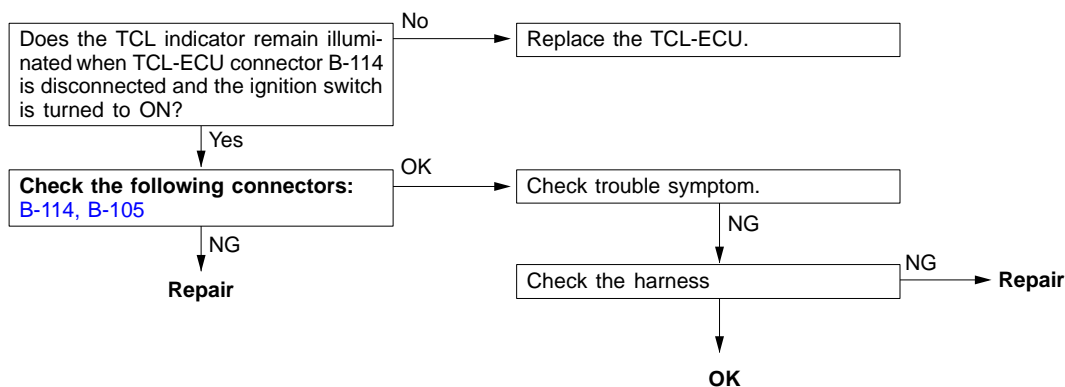 No
Does the TCL indicator remain illumi-
nated when TCL-ECU connector B-114
is disconnected and the ignition switch
is turned to ON?
Replace the TCL-ECU.
Yes
Check the following connectors:
B-114, B-105
OK
Check trouble symptom.
NG
Repair
NG
Check the harness
NG
Repair
OK